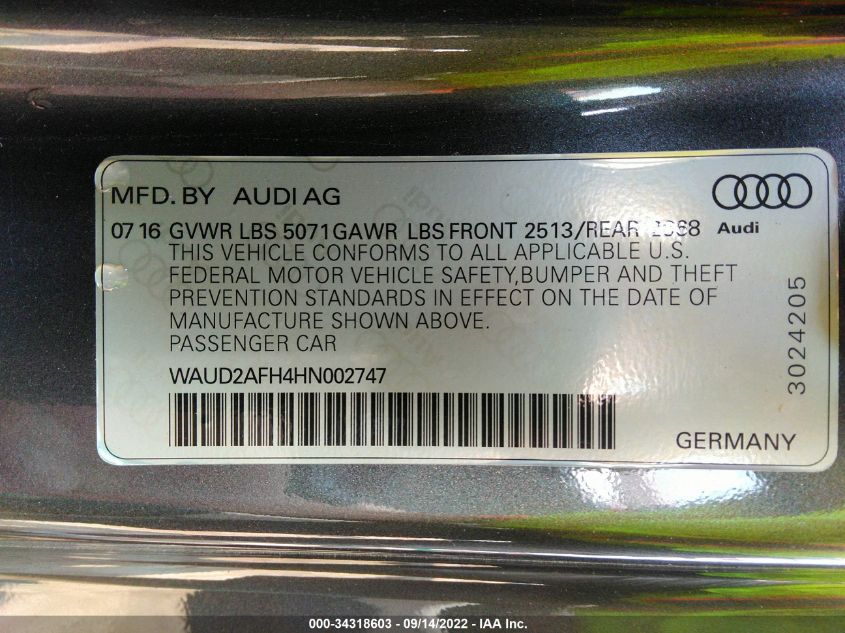 MFD. BY AUDI AG
Audi
07 16 GVWR LBS 5071 GAWR LBS FRONT 2513/REAR
THIS VEHICLE CONFORMS TO ALL APPLICABLE U.S.
FEDERAL MOTOR VEHICLE SAFETY, BUMPER AND THEFT
PREVENTION STANDARDS IN EFFECT ON THE DATE OF
MANUFACTURE SHOWN ABOVE.
PASSENGER CAR
WAUD2AFH4HN002747
3024205
GERMANY
000-34318603 - 09/14/2022 - IAA Inc.